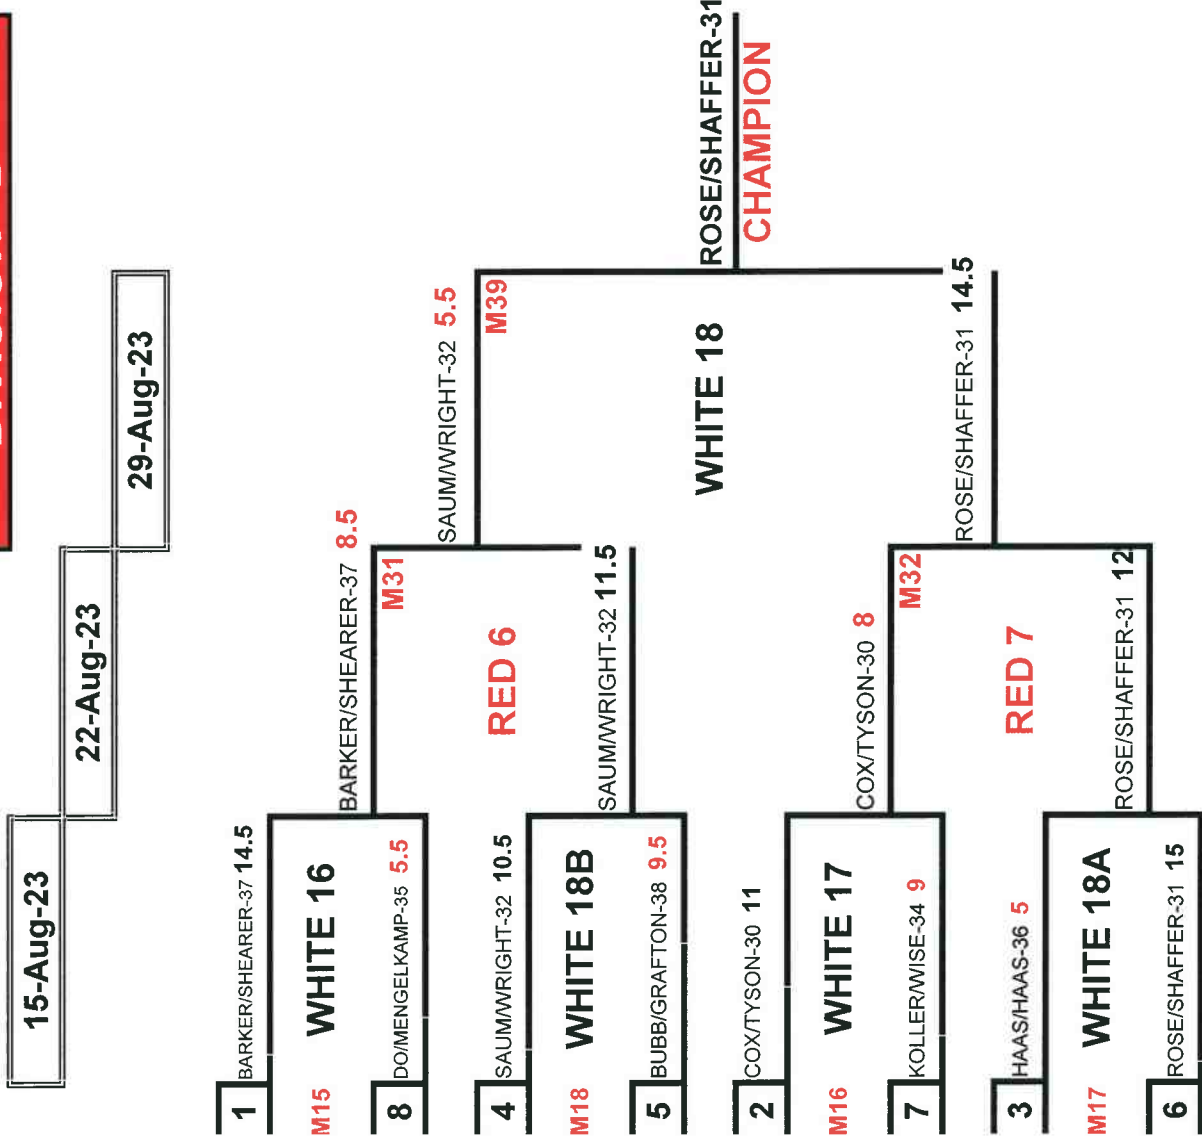 15-Aug-23
22-Aug-23
29-Aug-23
1
BARKER/SHEARER-37 14.5
M15
WHITE 16
8
DO/MENGELKAMP-35 5.5
BARKER/SHEARER-37 8.5
M31
RED 6
4
SAUM/WRIGHT-32 10.5
M18
WHITE 18B
5
BUBB/GRAFTON-38 9.5
SAUM/WRIGHT-32 11.5
SAUM/WRIGHT-32 5.5
M39
WHITE 18
ROSE/SHAFFER-31
CHAMPION
2
COX/TYSON-30 11
M16
WHITE 17
7
KOLLER/WISE-34 9
COX/TYSON-30 8
M32
RED 7
3
HAAS/HAAS-36 5
M17
WHITE 18A
6
ROSE/SHAFFER-31 15
ROSE/SHAFFER-31 12
ROSE/SHAFFER-31 14.5